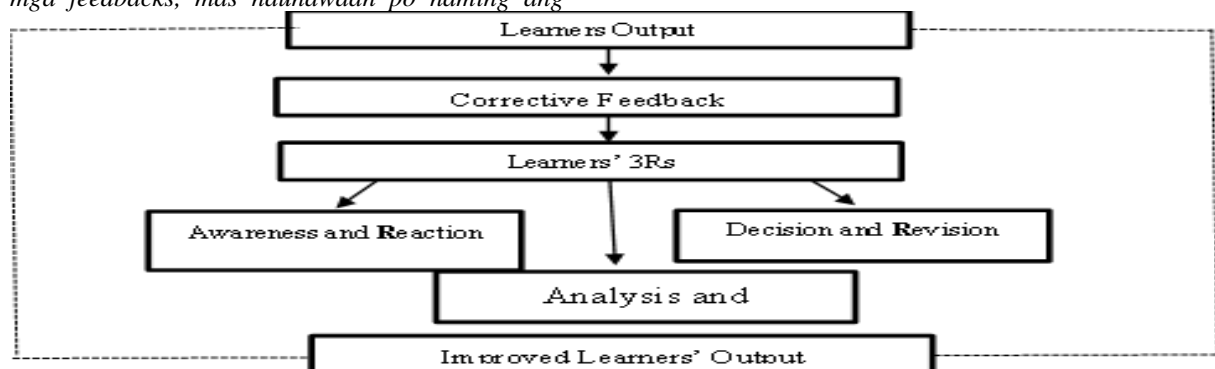 mga feedbacks, mas naunawaan po naming ang
Learners Output
Corrective Feedback
Learners' 3Rs
Awareness and Reaction
Decision and Revision
Analysis and
Improved Learners' Output